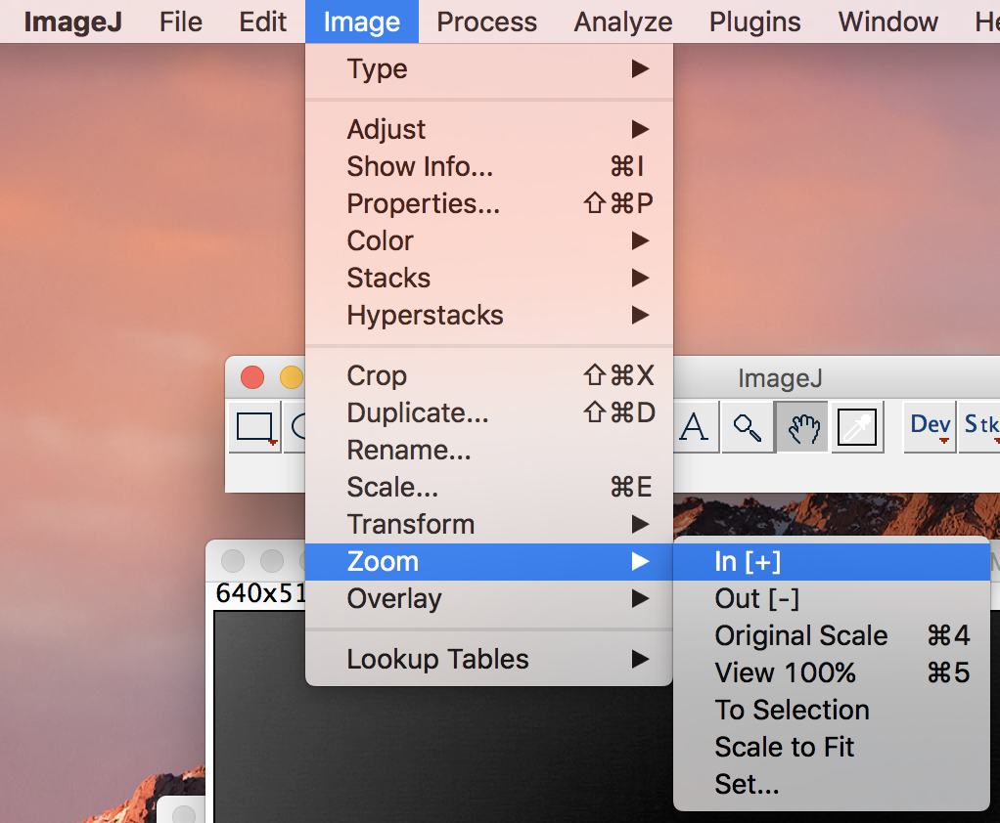 ImageJ File Edit Image Process Analyze Plugins Window He
Type
Adjust
Show Info... ⌘I
Properties... ⇧⌘P
Color
Stacks
Hyperstacks
Crop ⇧⌘X
Duplicate... ⇧⌘D
Rename...
Scale... ⌘E
Transform
Zoom
Overlay
Lookup Tables
In [+]
Out [-]
Original Scale ⌘4
View 100% ⌘5
To Selection
Scale to Fit
Set...
ImageJ
A Dev Stk
640x51